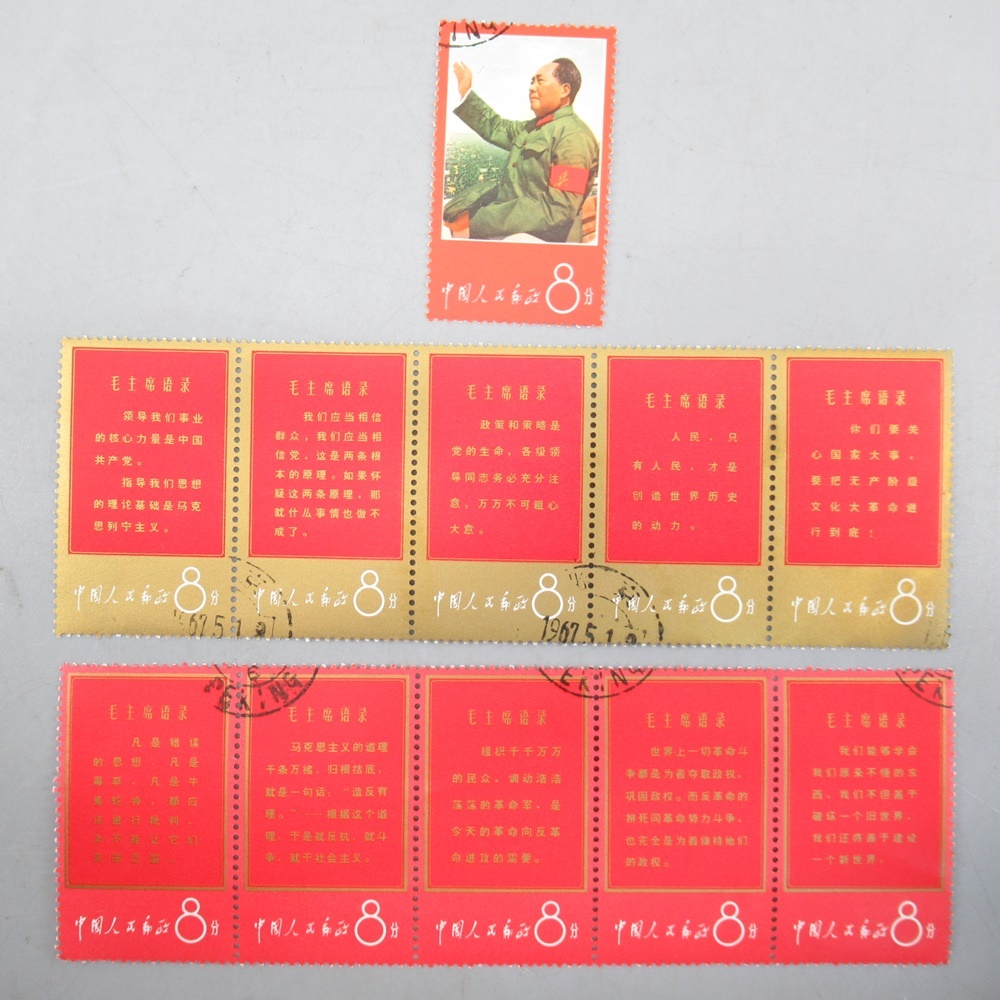 KING
中国人民邮政 8分
毛主席语录
领导我们事业
的核心力量是中国
共产党。
指导我们思想
的理论基础是马克
思列宁主义。
中国人民邮政 8分
毛主席语录
我们应当相信
群众，我们应当相
信党，这是两条根
本的原理。如果怀
疑这两条原理，那
就什么事情也做不
成了。
中国人民邮政 8分
毛主席语录
政策和策略是
党的生命，各级领
导同志务必充分注
意，万万不可粗心
大意。
中国人民邮政 8分
毛主席语录
人民，只
有人民，才是
创造世界历史
的动力。
中国人民邮政 8分
毛主席语录
你们要关
心国家大事，
要把无产阶级
文化大革命进
行到底！
中国人民邮政 8分
1967.5.1
1967.5.1
毛主席语录
凡是错误
的思想，凡是
毒草，凡是牛
鬼蛇神，都应
该进行批判，
决不能让它们
自由泛滥。
中国人民邮政 8分
PEKING
毛主席语录
马克思主义的道理
千条万绪，归根结底，
就是一句话：“造反有
理。”——根据这个道
理，于是就反抗，就斗
争，就干社会主义。
中国人民邮政 8分
毛主席语录
组织千千万万
的民众，调动浩浩
荡荡的革命军，是
今天的革命向反革
命进攻的需要。
中国人民邮政 8分
EKING
毛主席语录
世界上一切革命斗
争都是为着夺取政权，
巩固政权。而反革命的
拚死同革命势力斗争，
也完全是为着维持他们
的政权。
中国人民邮政 8分
毛主席语录
我们能够学会
我们原来不懂的东
西。我们不但善于
破坏一个旧世界，
我们还将善于建设
一个新世界。
中国人民邮政 8分